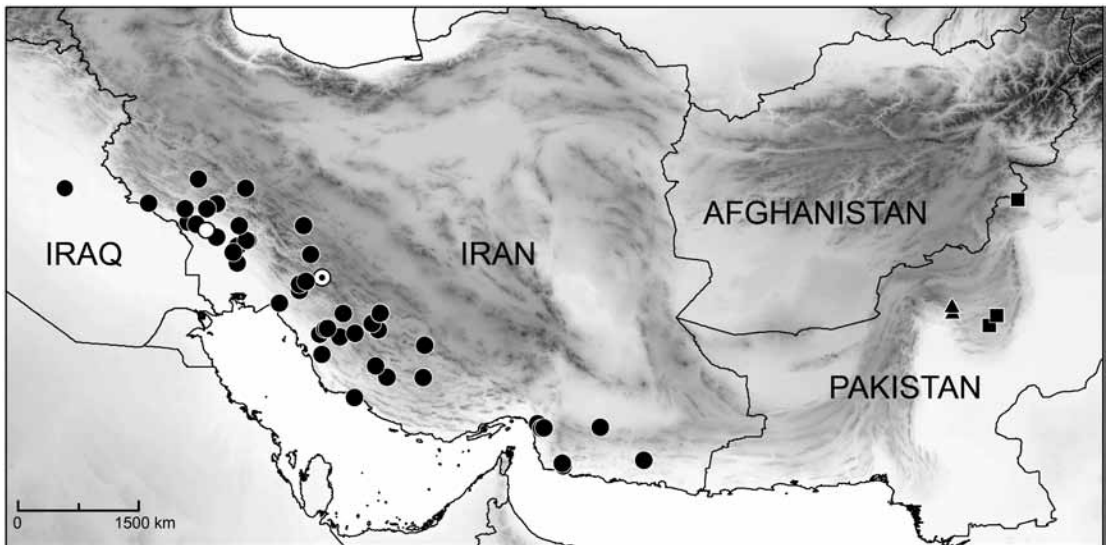 AFGHANISTAN
IRAQ
IRAN
PAKISTAN
0 1500 km